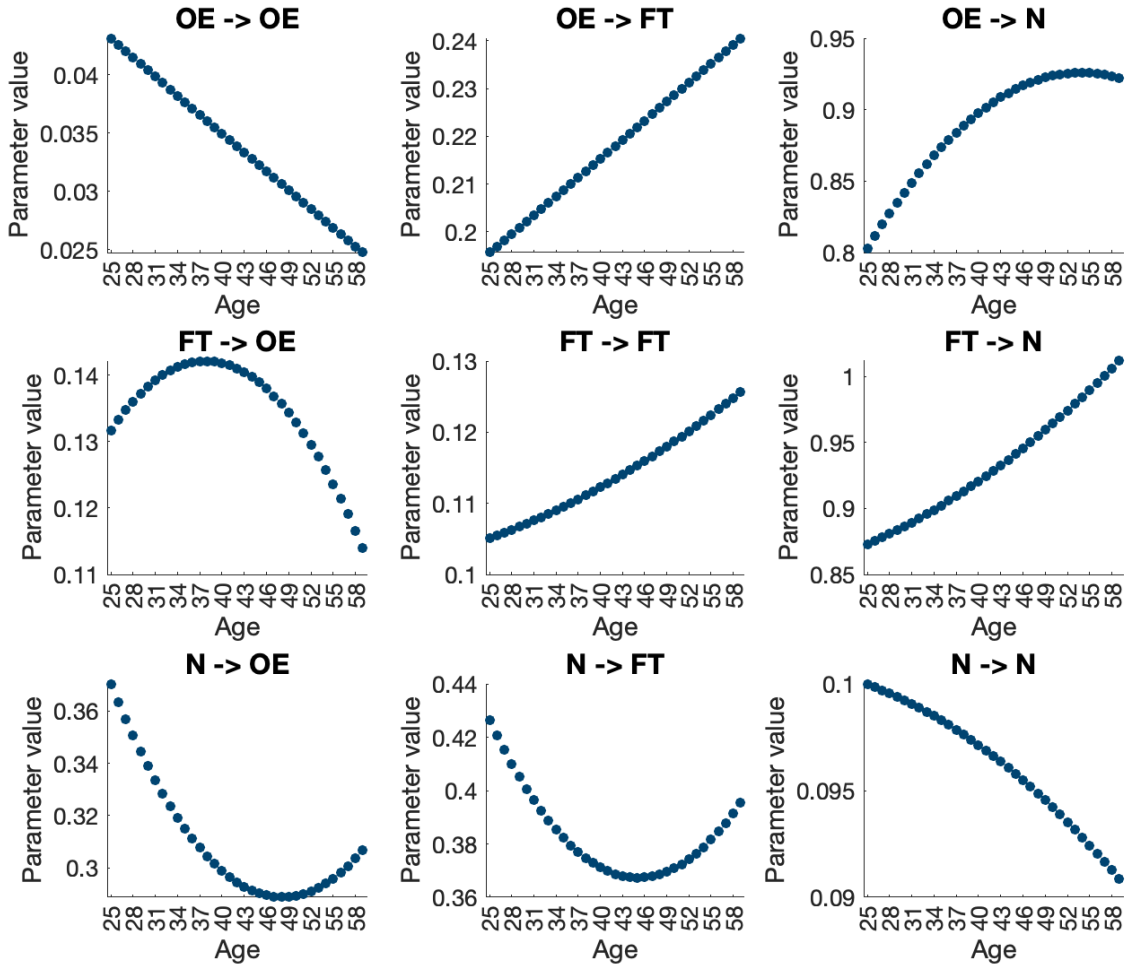 OE -> OE
Parameter value
0.04
0.035
0.03
0.025
25 28 31 34 37 40 43 46 49 52 55 58
Age
OE -> FT
Parameter value
0.24
0.23
0.22
0.21
0.2
25 28 31 34 37 40 43 46 49 52 55 58
Age
OE -> N
Parameter value
0.95
0.9
0.85
0.8
25 28 31 34 37 40 43 46 49 52 55 58
Age
FT -> OE
Parameter value
0.14
0.13
0.12
0.11
25 28 31 34 37 40 43 46 49 52 55 58
Age
FT -> FT
Parameter value
0.13
0.12
0.11
0.1
25 28 31 34 37 40 43 46 49 52 55 58
Age
FT -> N
Parameter value
1
0.95
0.9
0.85
25 28 31 34 37 40 43 46 49 52 55 58
Age
N -> OE
Parameter value
0.36
0.34
0.32
0.3
25 28 31 34 37 40 43 46 49 52 55 58
Age
N -> FT
Parameter value
0.44
0.42
0.4
0.38
0.36
25 28 31 34 37 40 43 46 49 52 55 58
Age
N -> N
Parameter value
0.1
0.095
0.09
25 28 31 34 37 40 43 46 49 52 55 58
Age